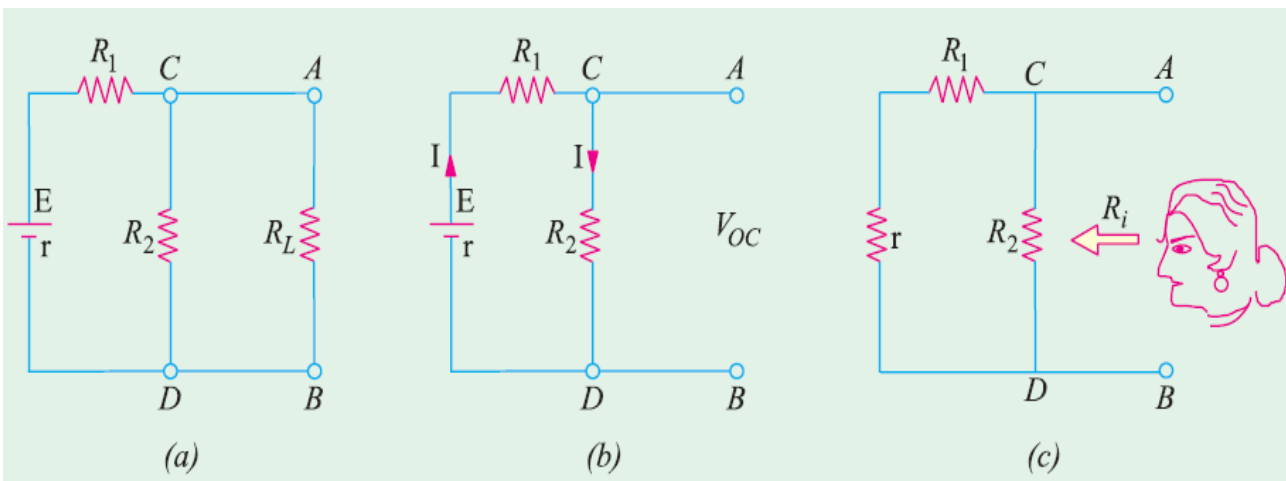 R1 C A
E
r R2 RL
D B
(a)
R1 C A
I I
E
r R2 VOC
D B
(b)
R1 C A
r R2 Ri
D B
(c)